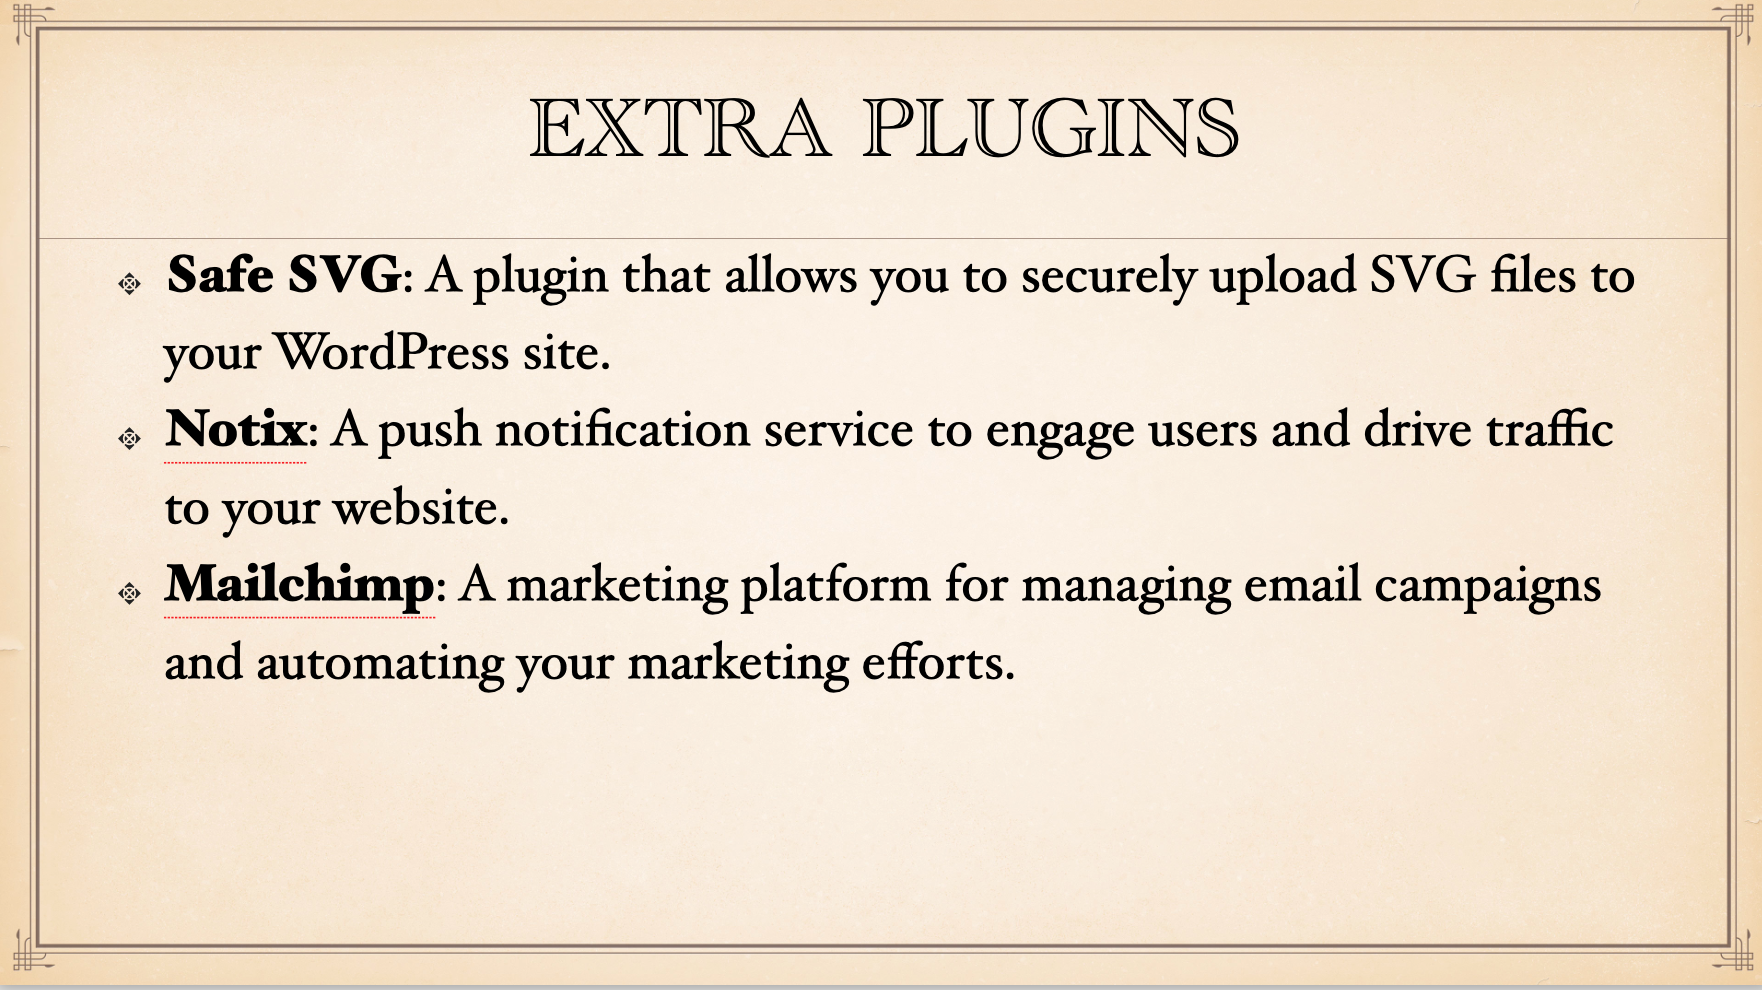 EXTRA PLUGINS
Safe SVG: A plugin that allows you to securely upload SVG files to
your WordPress site.
Notix: A push notification service to engage users and drive traffic
to your website.
Mailchimp: A marketing platform for managing email campaigns
and automating your marketing efforts.